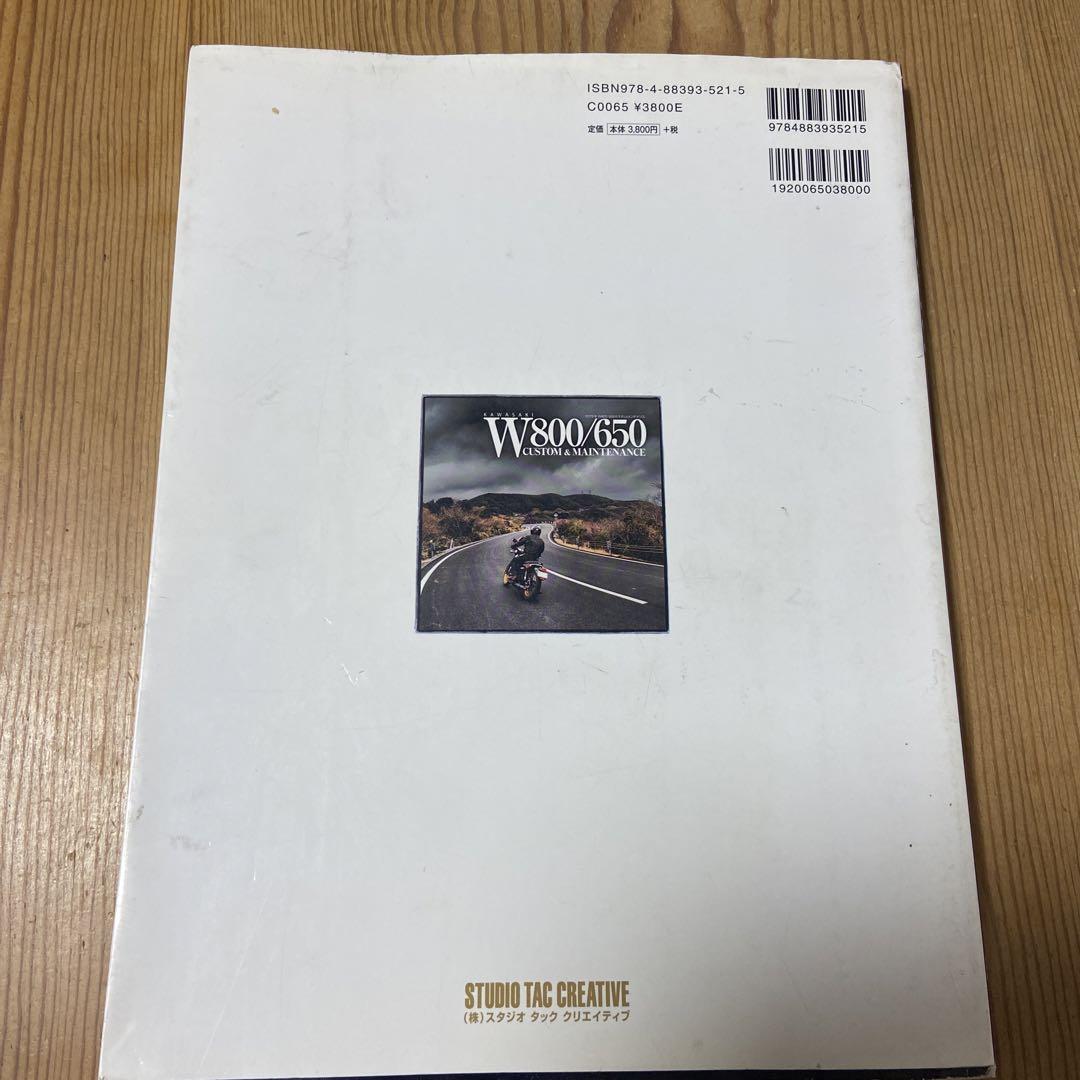 ISBN978-4-88393-521-5
C0065 ¥3800E
定価 本体 3,800円 +税
9784883935215
1920065038000
KAWASAKI
W800/650
CUSTOM & MAINTENANCE
STUDIO TAC CREATIVE
(株)スタジオ タック クリエイティブ